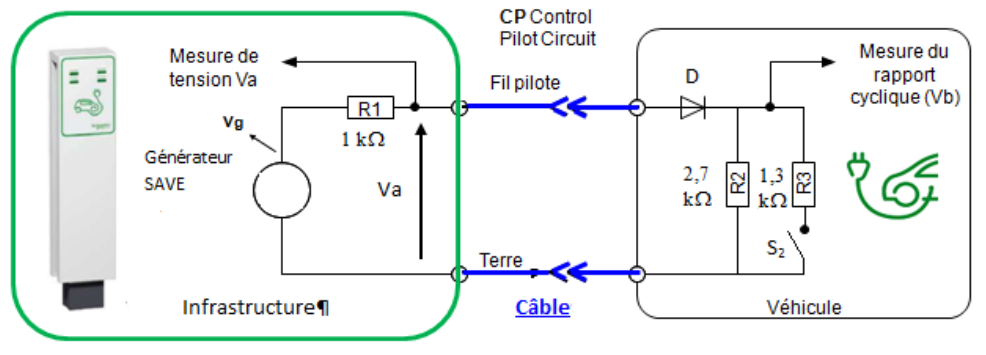 CP Control
Pilot Circuit
Mesure de
tension Va
Fil pilote
D
Mesure du
rapport
cyclique (Vb)
R1
1 kΩ
Vg
Générateur
SAVE
Va
2,7
kΩ
R2
1,3
kΩ
R3
S2
Terre
Infrastructure¶
Câble
Véhicule